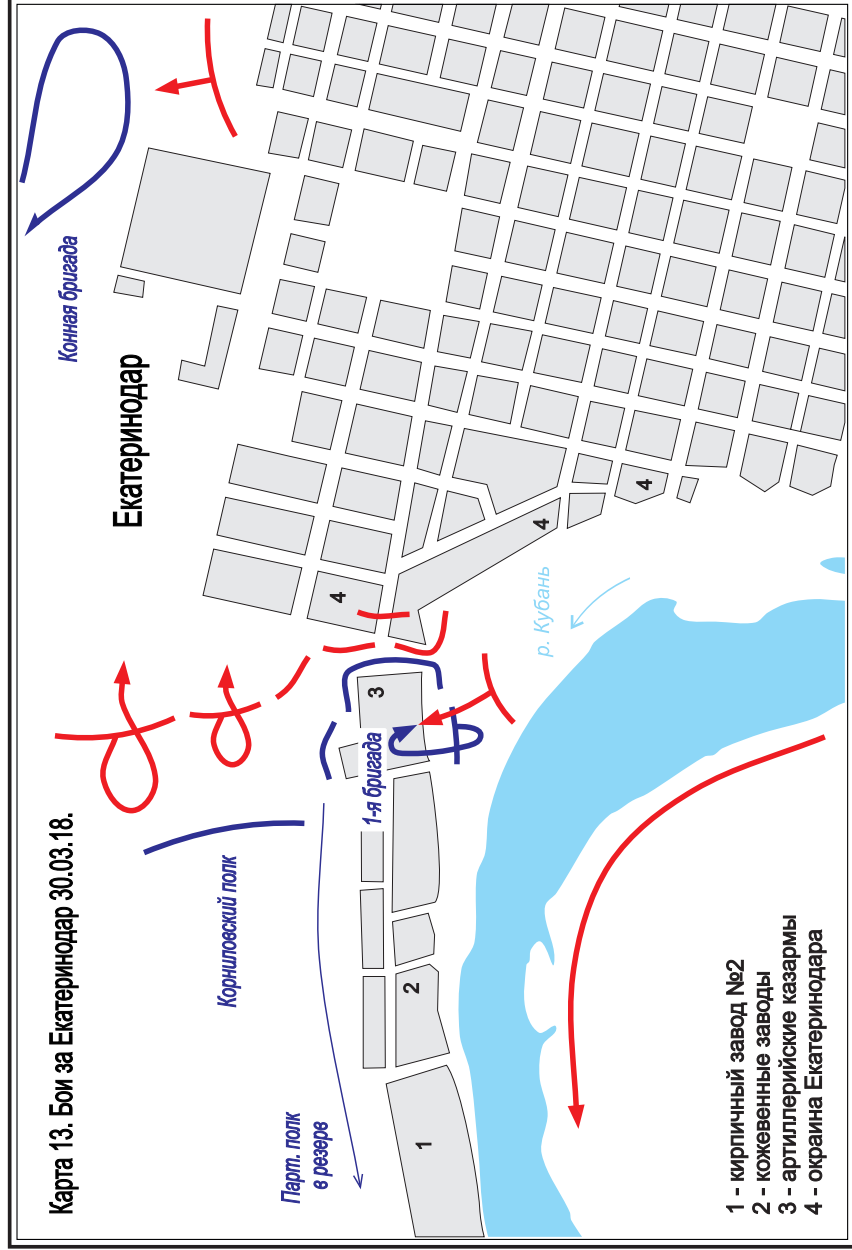 Карта 13. Бои за Екатеринодар 30.03.18.
Конная бригада
Екатеринодар
Корниловский полк
1-я бригада
Парт. полк
в резерв
р. Кубань
1
2
3
4
4
4
1 - кирпичный завод №2
2 - кожевенные заводы
3 - артиллерийские казармы
4 - окраина Екатеринодара